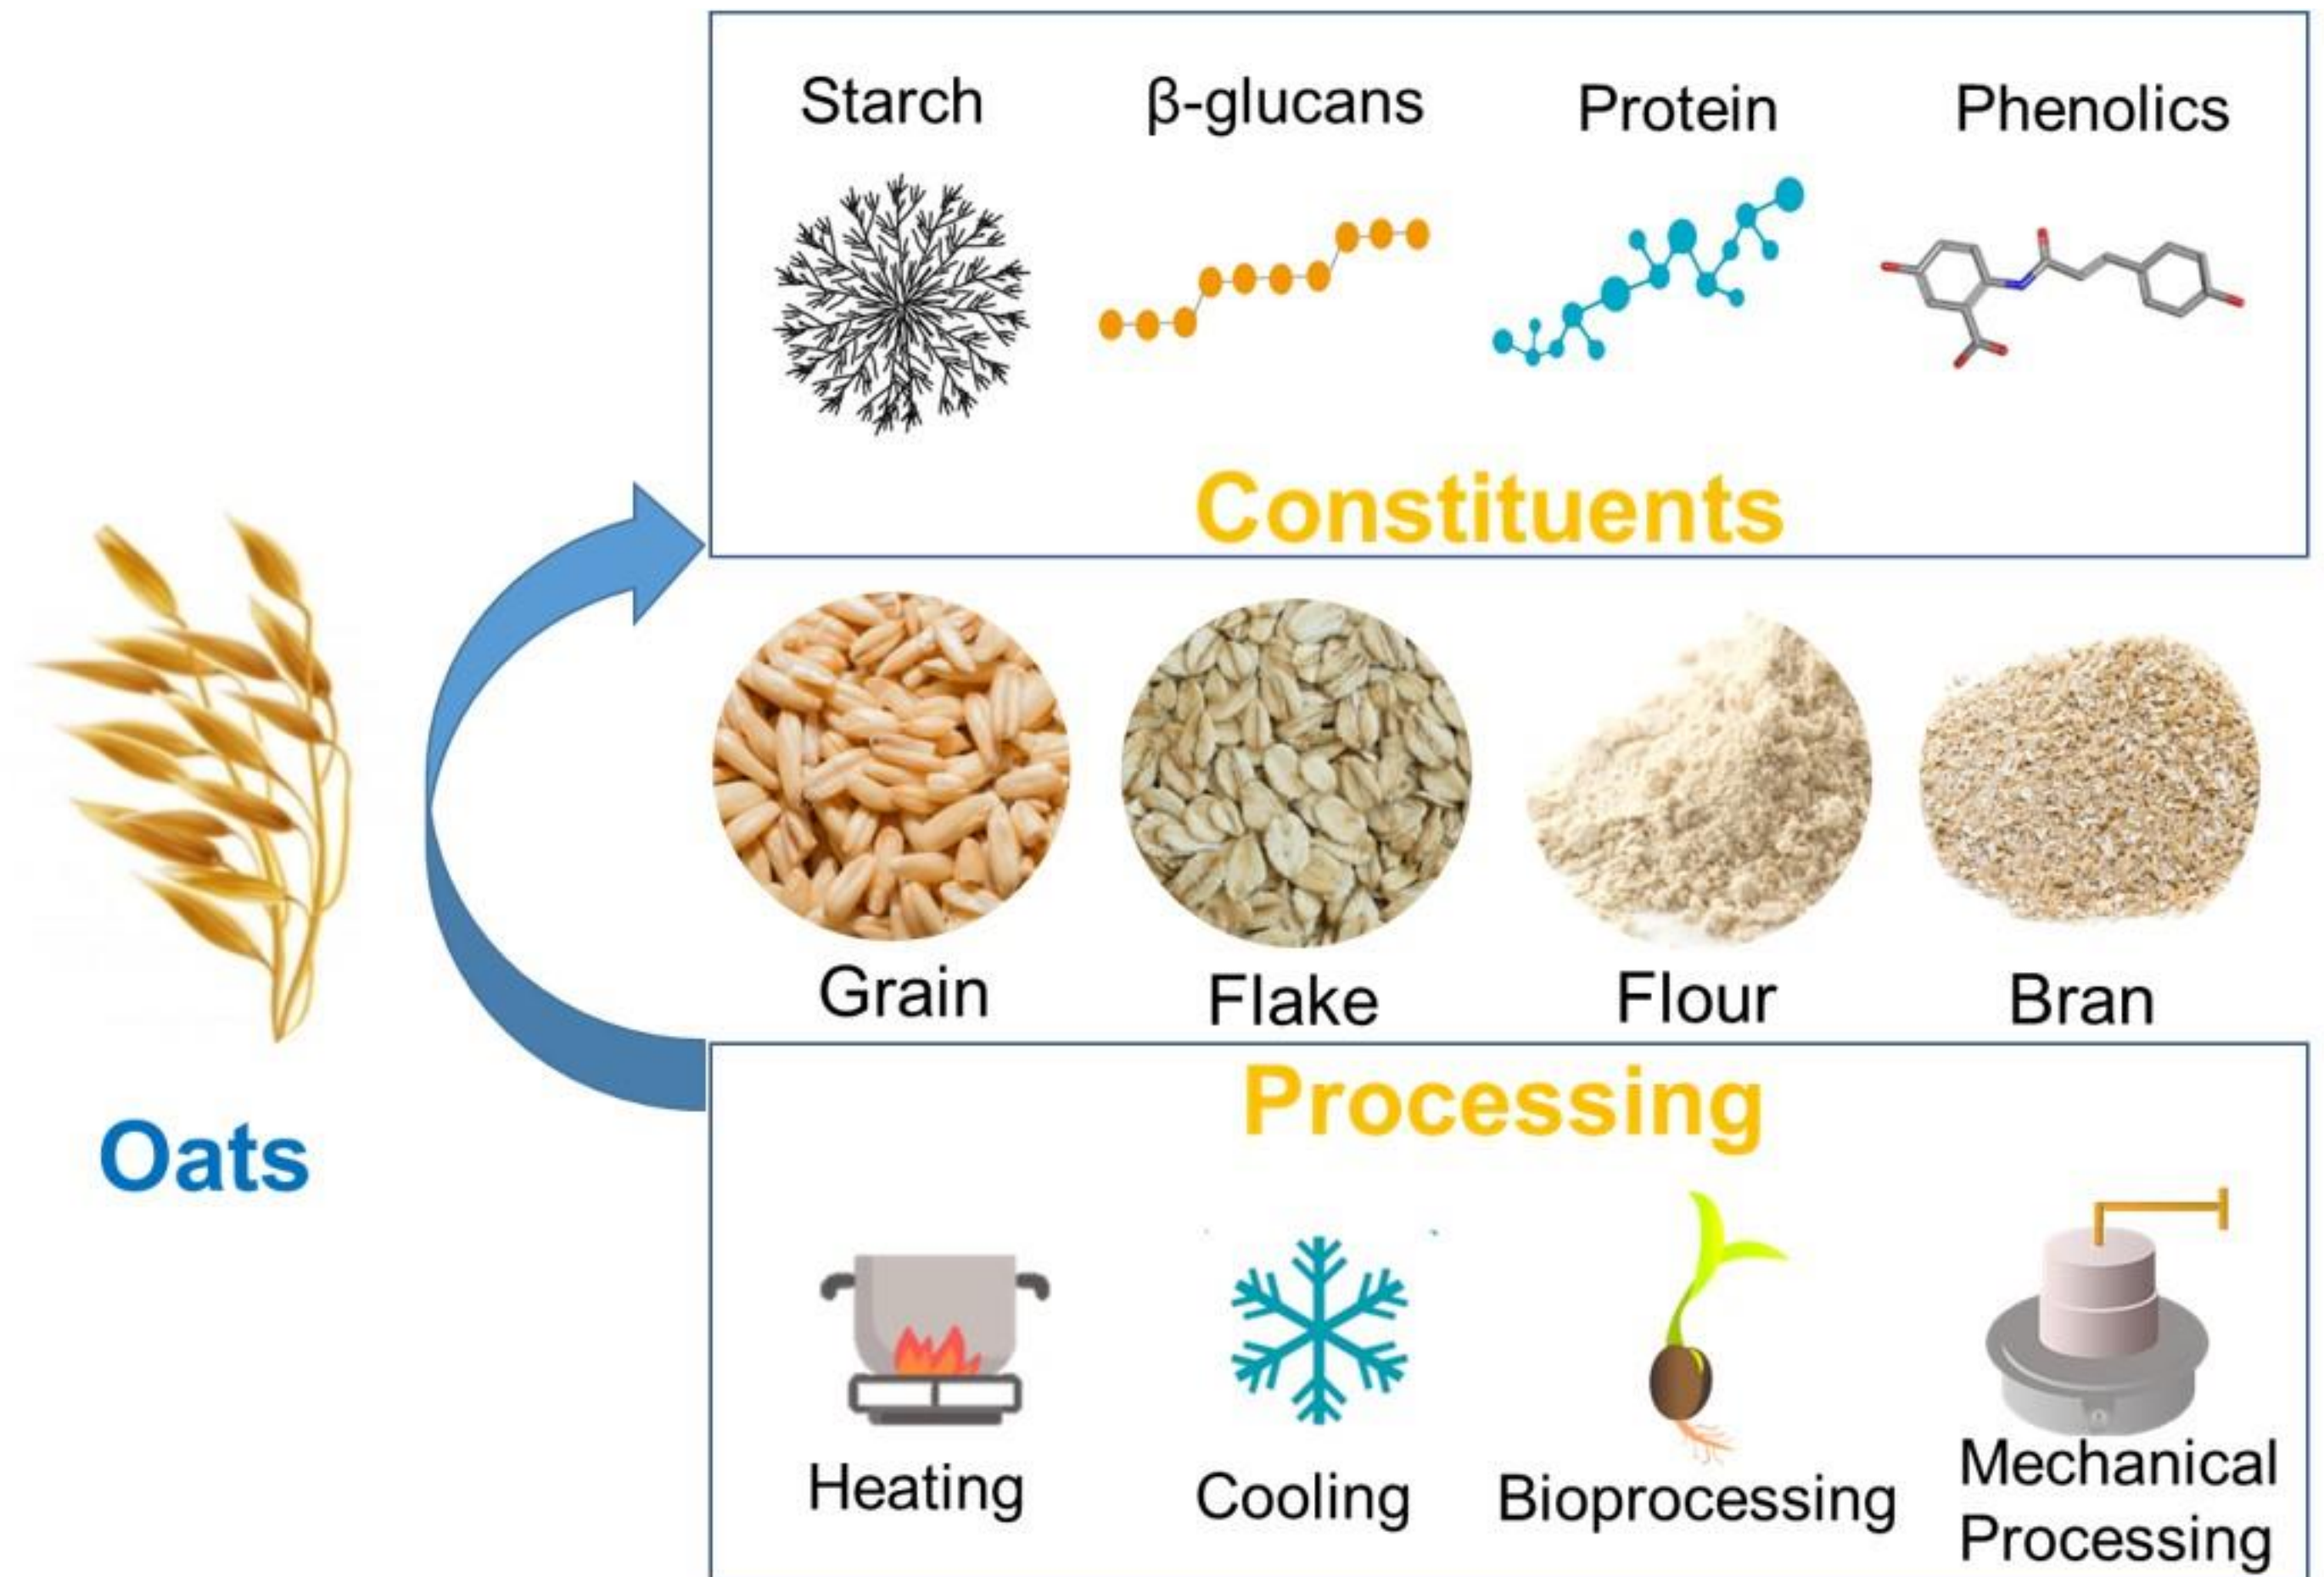 Starch
β-glucans
Protein
Phenolics
Constituents
Grain
Flake
Flour
Bran
Oats
Processing
Heating
Cooling
Bioprocessing
Mechanical
Processing